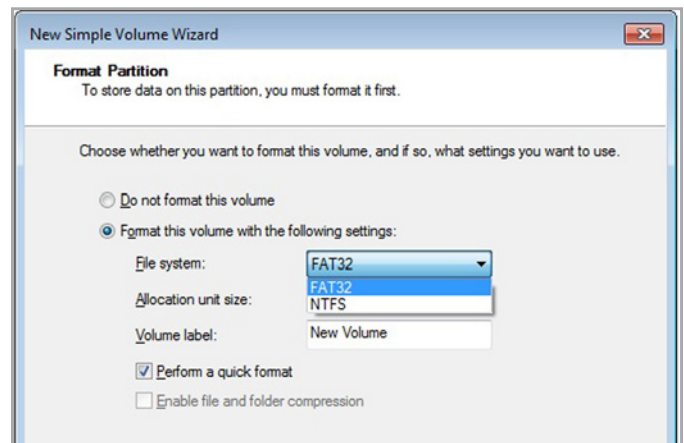 New Simple Volume Wizard
Format Partition
To store data on this partition, you must format it first.
Choose whether you want to format this volume, and if so, what settings you want to use.
Do not format this volume
Format this volume with the following settings:
File system: FAT32
FAT32
Allocation unit size:
NTFS
Volume label: New Volume
Perform a quick format
Enable file and folder compression